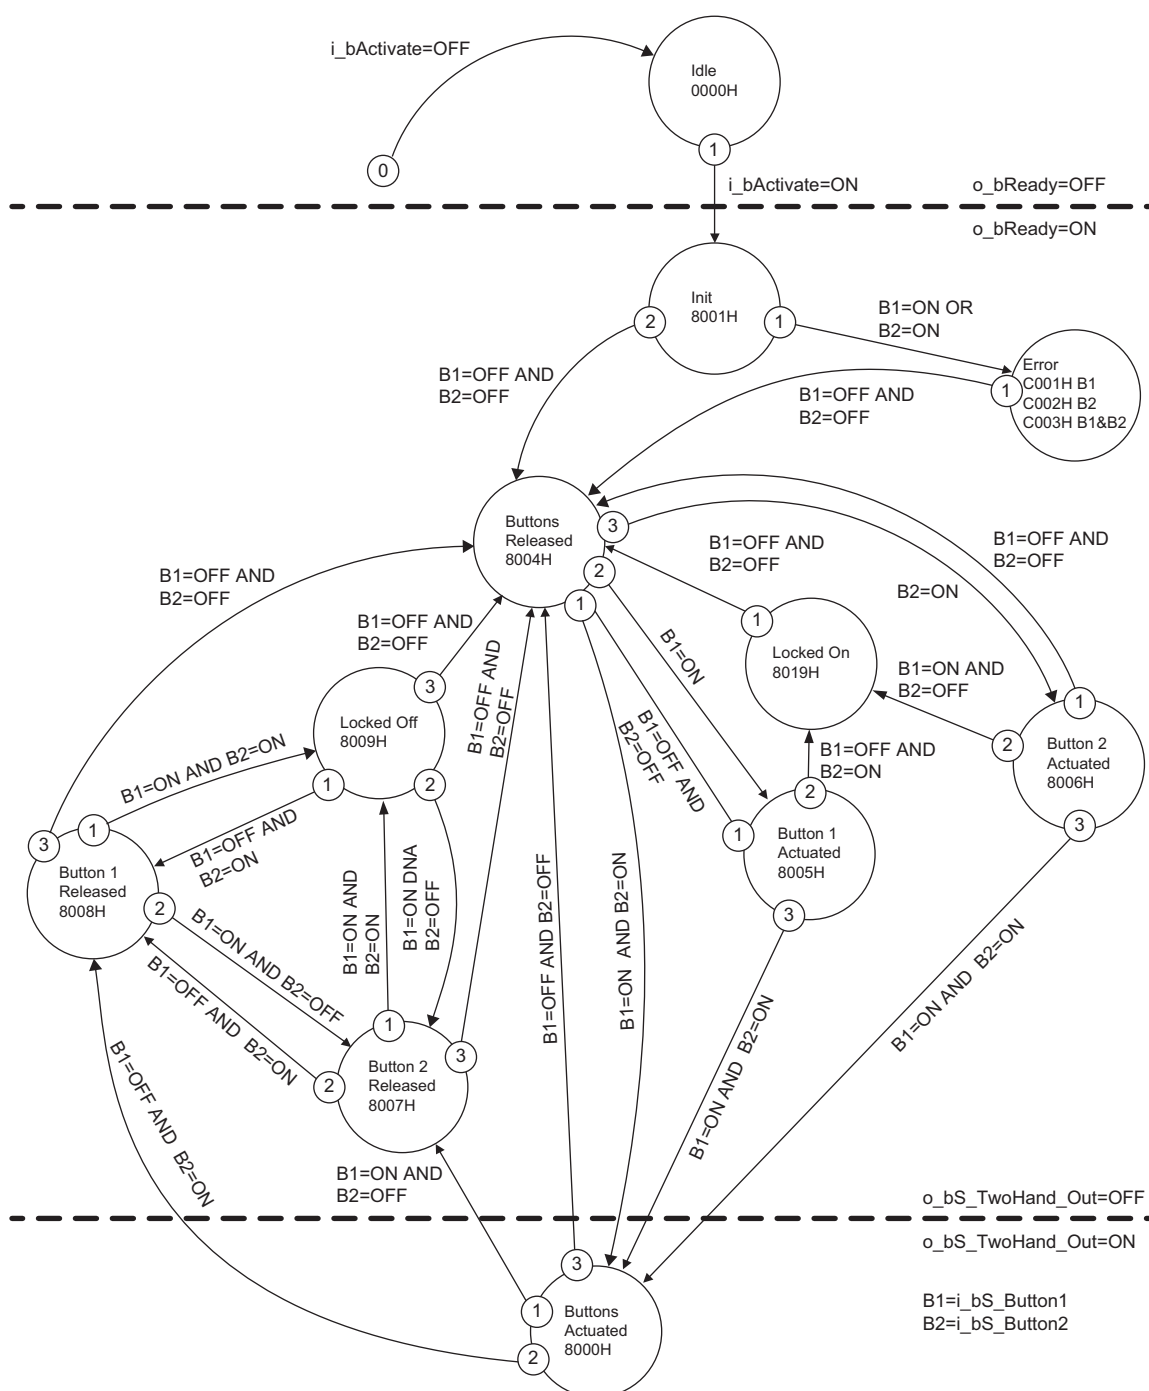 i_bActivate=OFF
Idle
0000H
1
0
i_bActivate=ON
o_bReady=OFF
o_bReady=ON
Init
8001H
2
1
B1=ON OR
B2=ON
Error
C001H B1
C002H B2
C003H B1&B2
1
B1=OFF AND
B2=OFF
B1=OFF AND
B2=OFF
Buttons
Released
8004H
3
2
1
B1=OFF AND
B2=OFF
B1=OFF AND
B2=OFF
B2=ON
B1=OFF AND
B2=OFF
B1=OFF AND
B2=OFF
B1=ON
1
Locked On
8019H
B1=ON AND
B2=OFF
3
Locked Off
8009H
1
2
B1=OFF AND
B2=OFF
B1=OFF AND
B2=OFF
1
2
Button 2
Actuated
8006H
3
B1=ON AND B2=ON
B1=OFF AND
B2=ON
B1=OFF AND
B2=ON
2
1
Button 1
Actuated
8005H
3
3
1
Button 1
Released
8008H
2
B1=ON AND
B2=ON
B1=ON DNA
B2=OFF
B1=OFF AND B2=OFF
B1=ON AND B2=ON
B1=ON AND B2=OFF
B1=OFF AND B2=ON
B1=ON AND B2=ON
B1=ON AND B2=ON
1
2
3
Button 2
Released
8007H
B1=OFF AND B2=ON
B1=ON AND
B2=OFF
o_bS_TwoHand_Out=OFF
o_bS_TwoHand_Out=ON
3
1
2
Buttons
Actuated
8000H
B1=i_bS_Button1
B2=i_bS_Button2